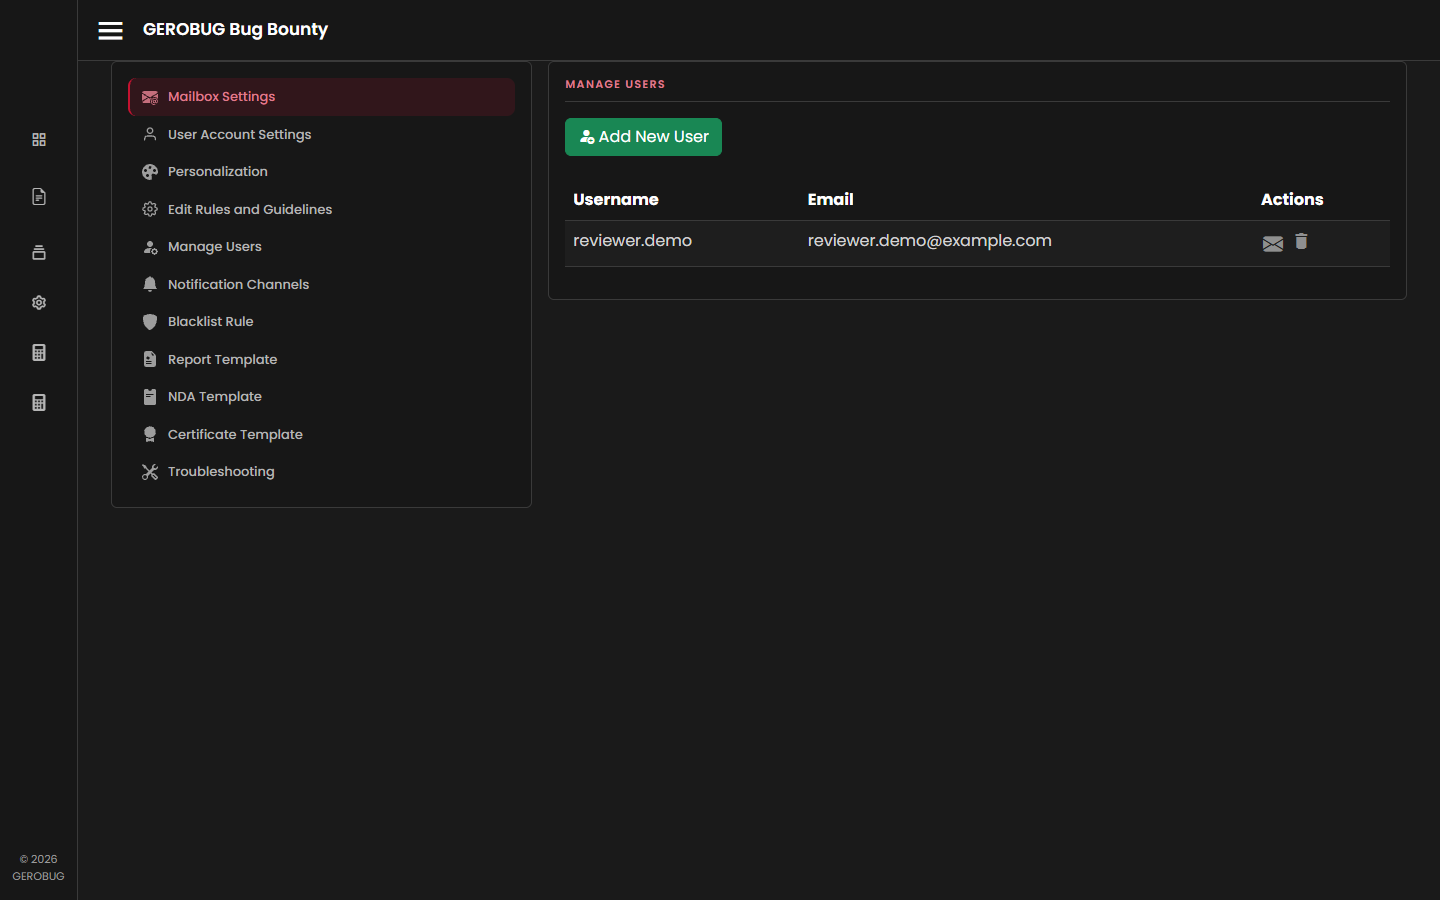 GEROBUG Bug Bounty
Mailbox Settings
User Account Settings
Personalization
Edit Rules and Guidelines
Manage Users
Notification Channels
Blacklist Rule
Report Template
NDA Template
Certificate Template
Troubleshooting
MANAGE USERS
Add New User
Username Email Actions
reviewer.demo reviewer.demo@example.com
© 2026
GEROBUG